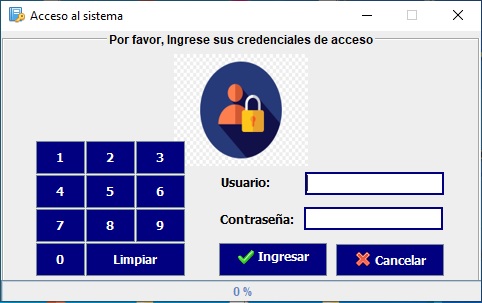 Acceso al sistema
Por favor, Ingrese sus credenciales de acceso
1 2 3
4 5 6
7 8 9
0 Limpiar
Usuario:
Contraseña:
Ingresar Cancelar
0 %